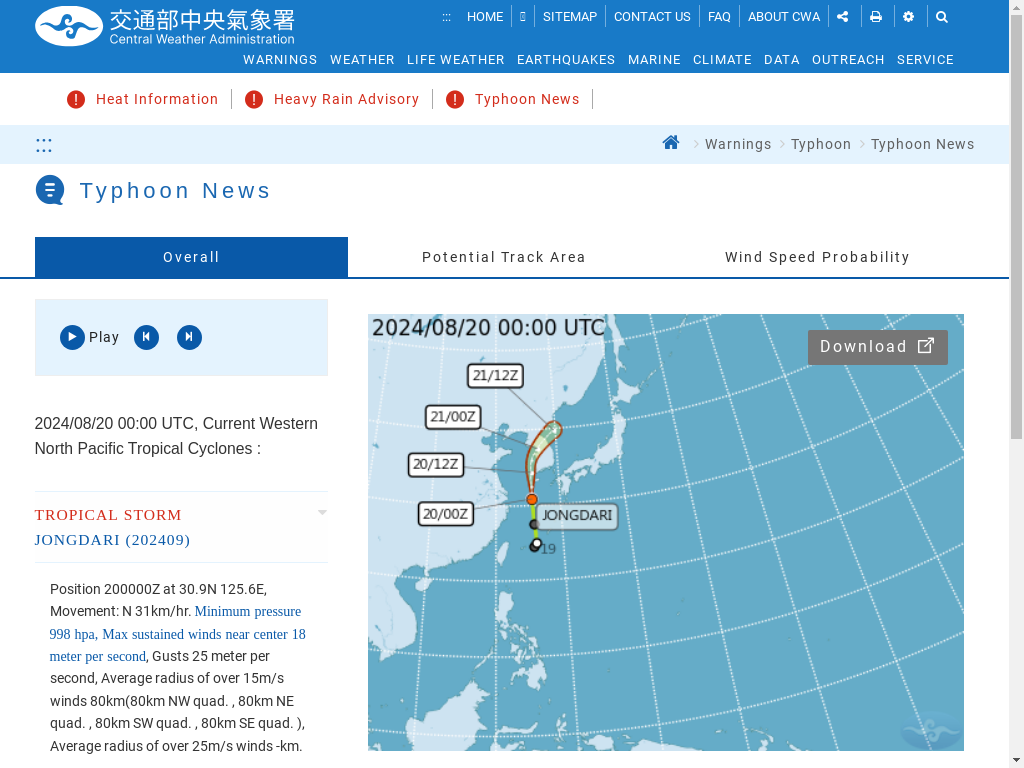 交通部中央氣象署
Central Weather Administration
::: HOME SITEMAP CONTACT US FAQ ABOUT CWA
WARNINGS WEATHER LIFE WEATHER EARTHQUAKES MARINE CLIMATE DATA OUTREACH SERVICE
Heat Information
Heavy Rain Advisory
Typhoon News
:::
Warnings Typhoon Typhoon News
Typhoon News
Overall
Potential Track Area
Wind Speed Probability
Play
2024/08/20 00:00 UTC, Current Western
North Pacific Tropical Cyclones :
TROPICAL STORM
JONGDARI (202409)
Position 200000Z at 30.9N 125.6E,
Movement: N 31km/hr. Minimum pressure
998 hpa, Max sustained winds near center 18
meter per second, Gusts 25 meter per
second, Average radius of over 15m/s
winds 80km(80km NW quad. , 80km NE
quad. , 80km SW quad. , 80km SE quad. ),
Average radius of over 25m/s winds -km.
2024/08/20 00:00 UTC
Download
21/12Z
21/00Z
20/12Z
20/00Z
JONGDARI
19